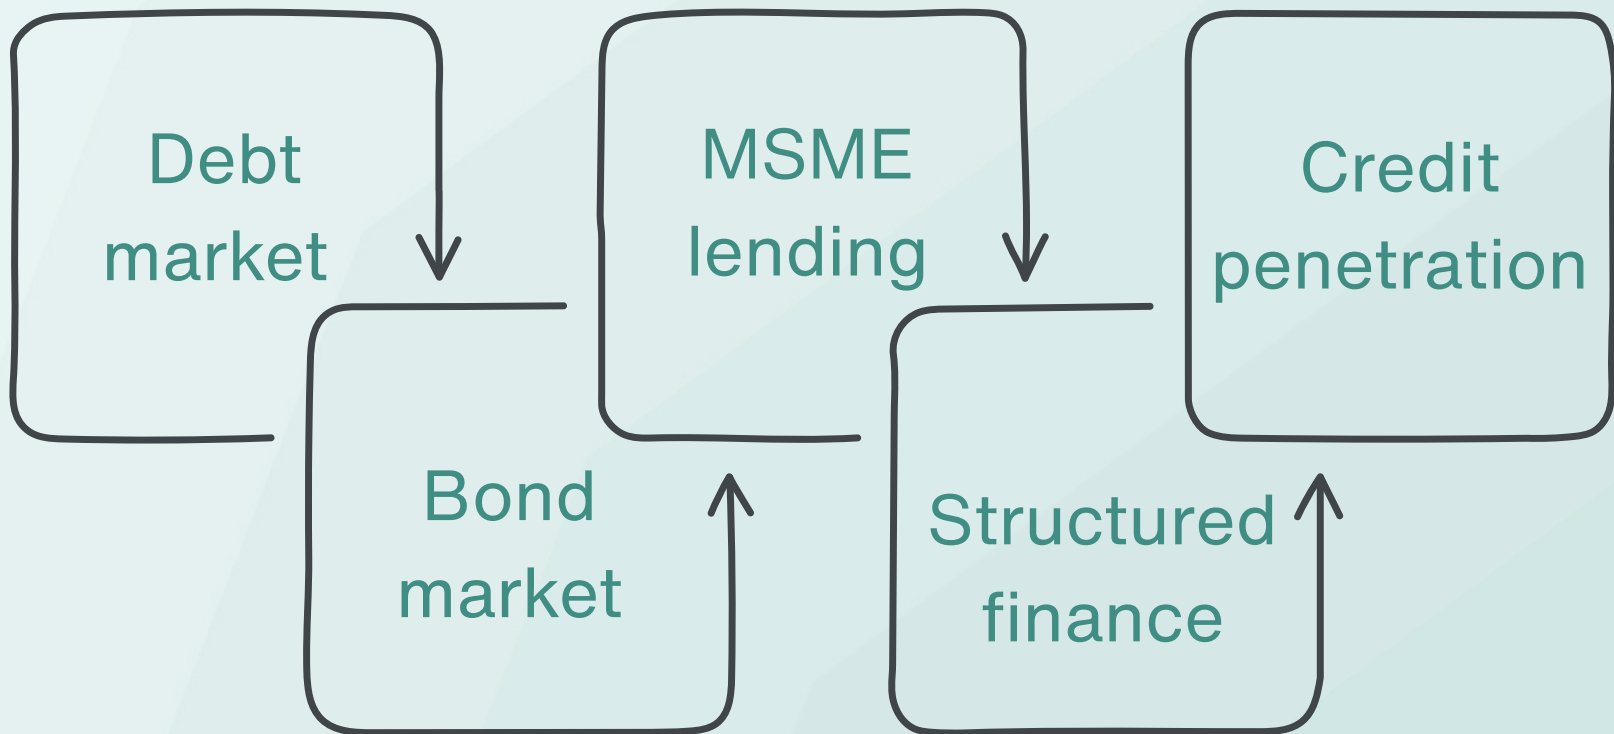 Debt
market
Bond
market
MSME
lending
Structured
finance
Credit
penetration